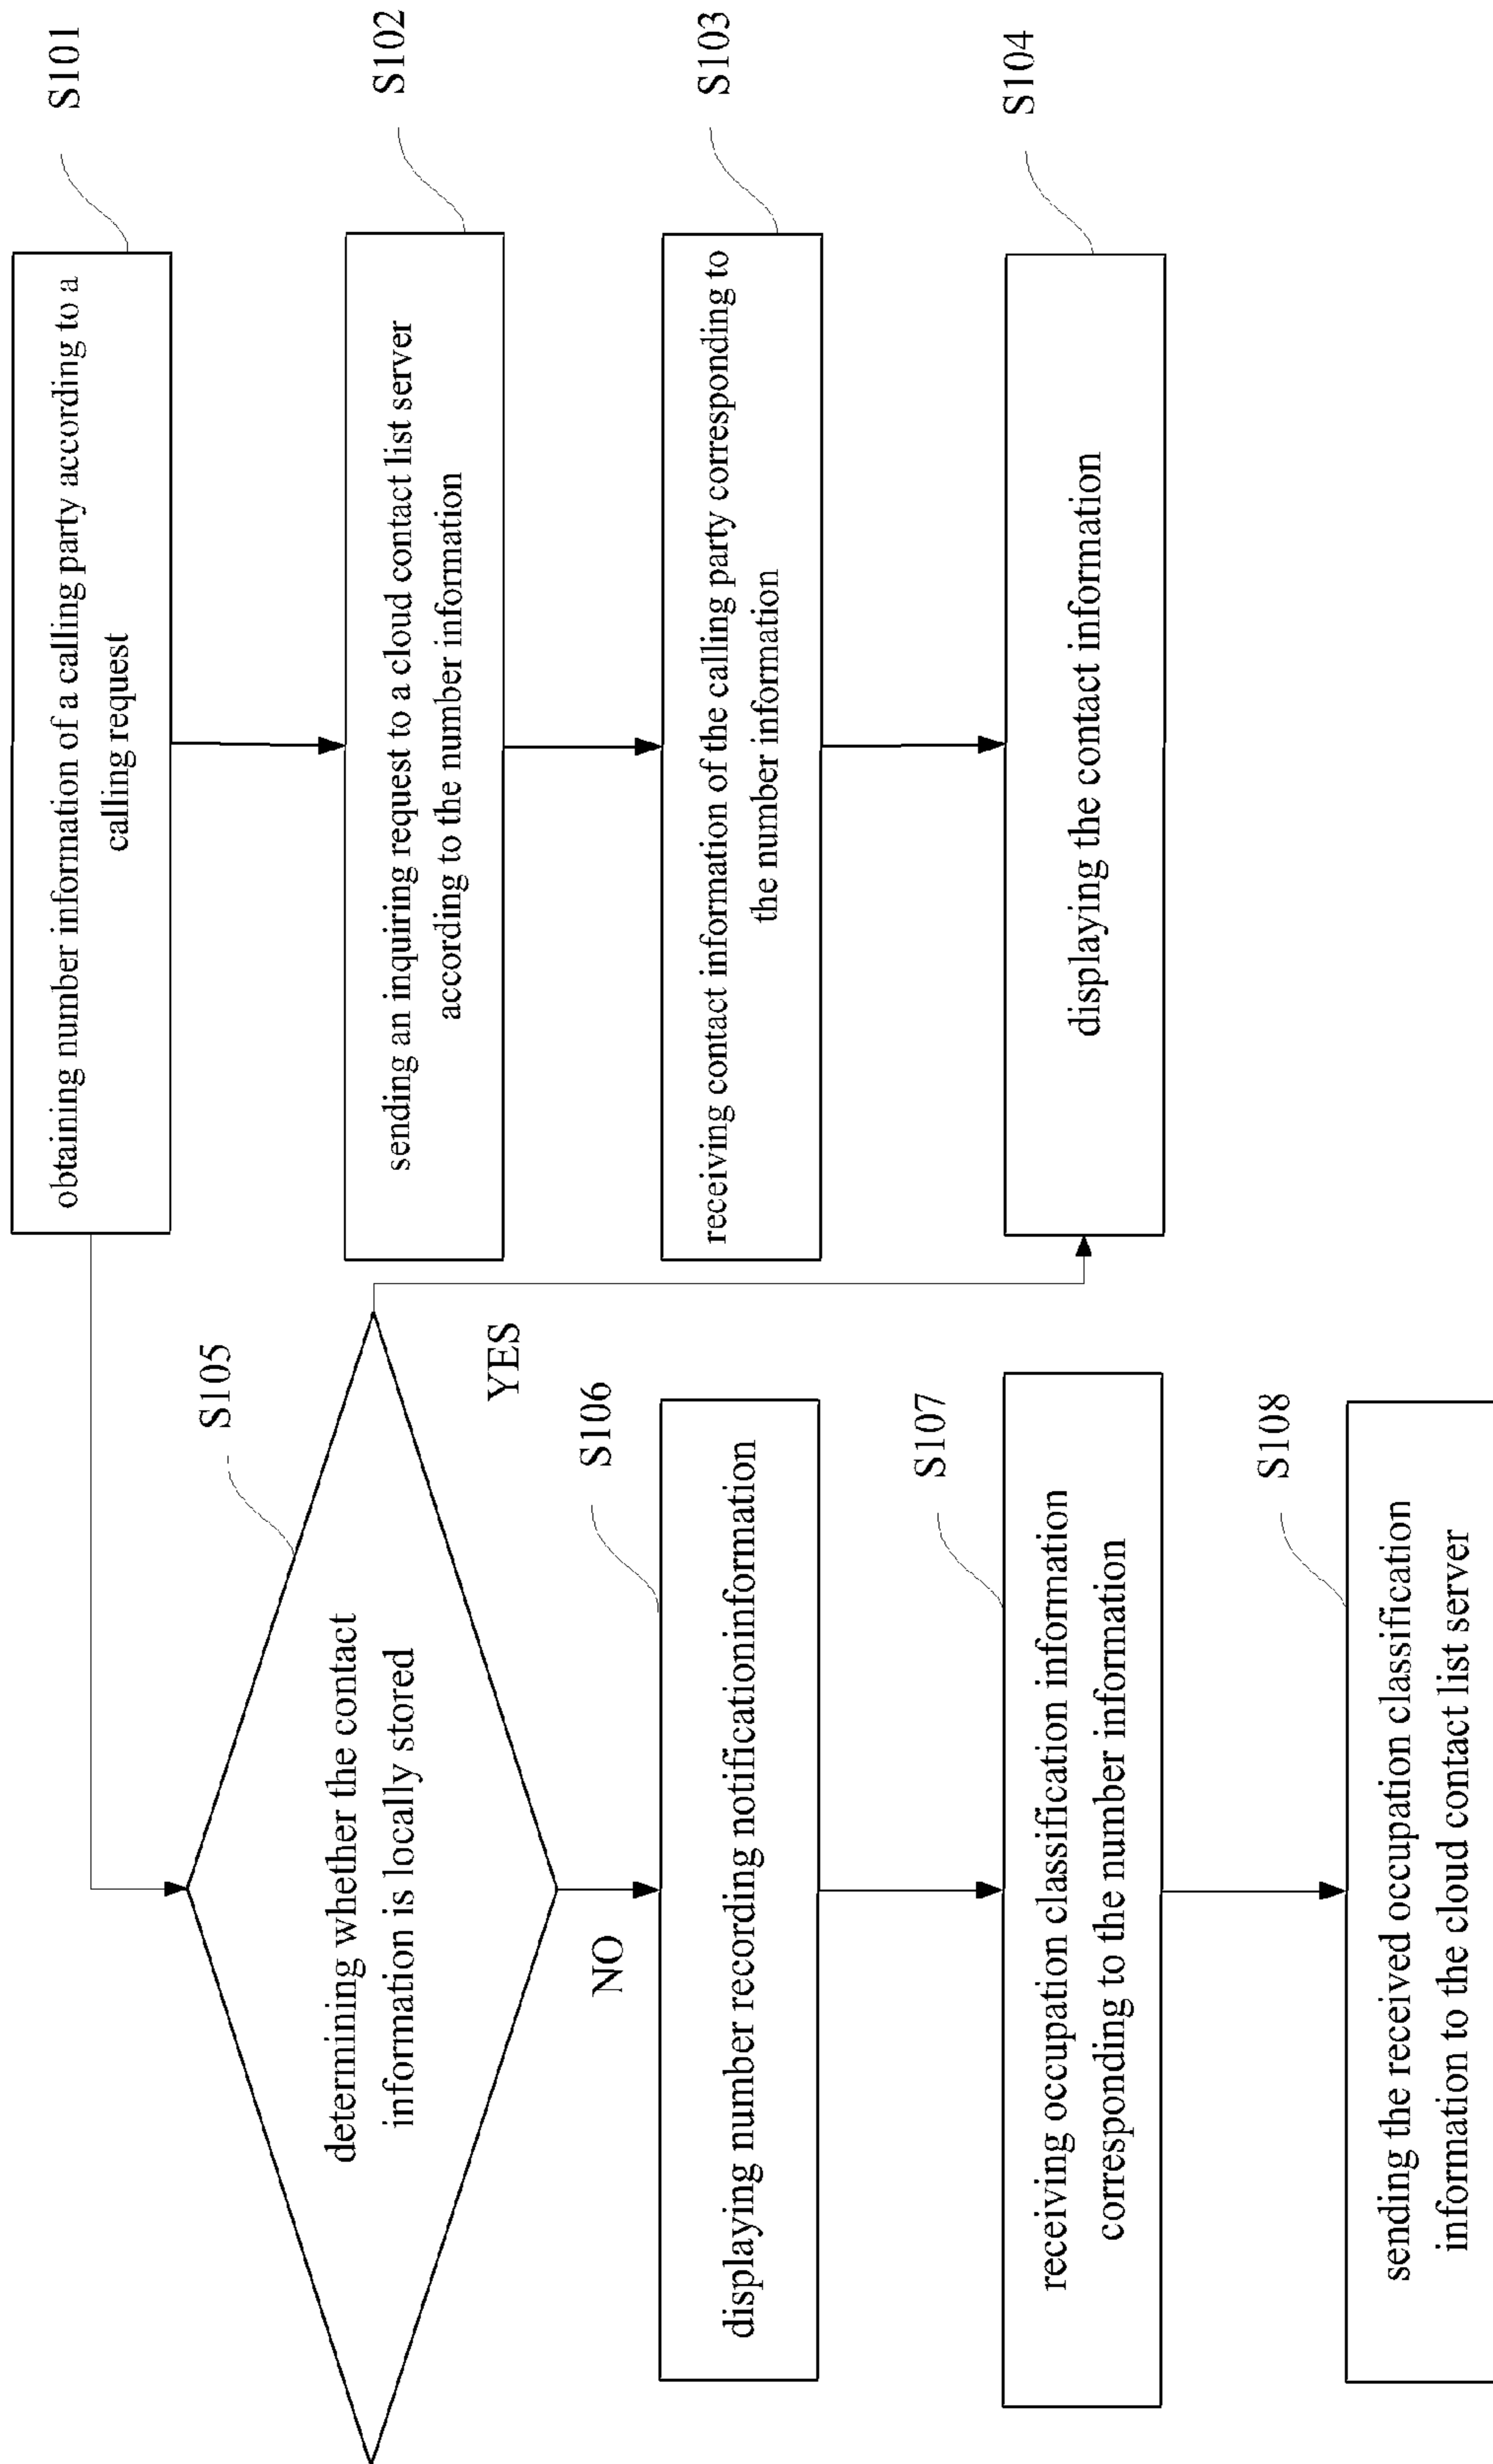 S101
obtaining number information of a calling party according to a
calling request
S102
sending an inquiring request to a cloud contact list server
according to the number information
S103
receiving contact information of the calling party corresponding to
the number information
S104
displaying the contact information
S105
determining whether the contact
information is locally stored
YES
NO
S106
displaying number recording notificationinformation
S107
receiving occupation classification information
corresponding to the number information
S108
sending the received occupation classification
information to the cloud contact list server